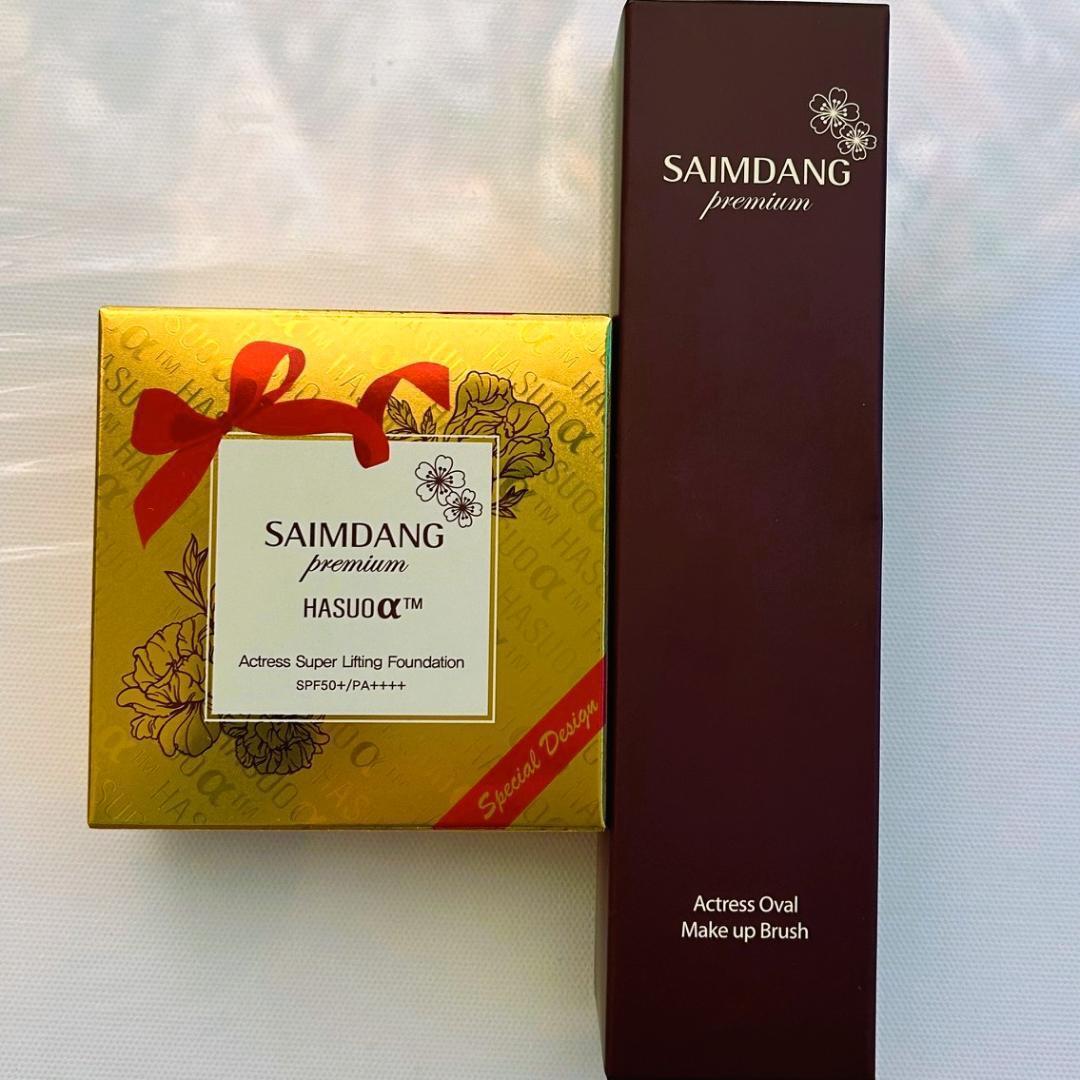 SAIMDANG
premium
HASUOα™
Actress Super Lifting Foundation
SPF50+/PA++++
Special Design
SAIMDANG
premium
Actress Oval
Make up Brush